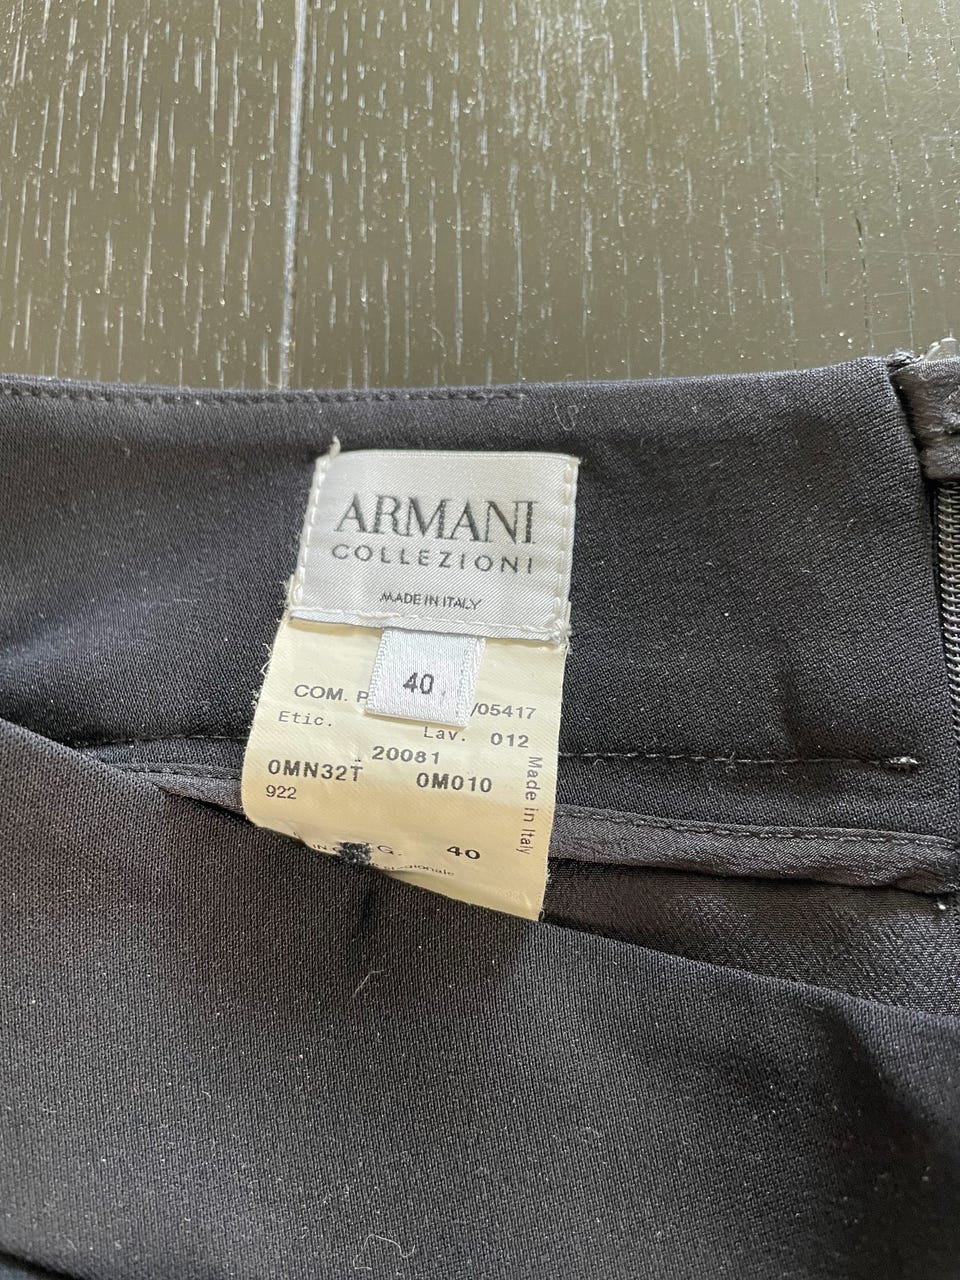 ARMANI
COLLEZIONI
MADE IN ITALY
40
COM. /05417
Etic. Lav. 012
20081
0MN32T 0M010
922
Made in Italy
G. 40